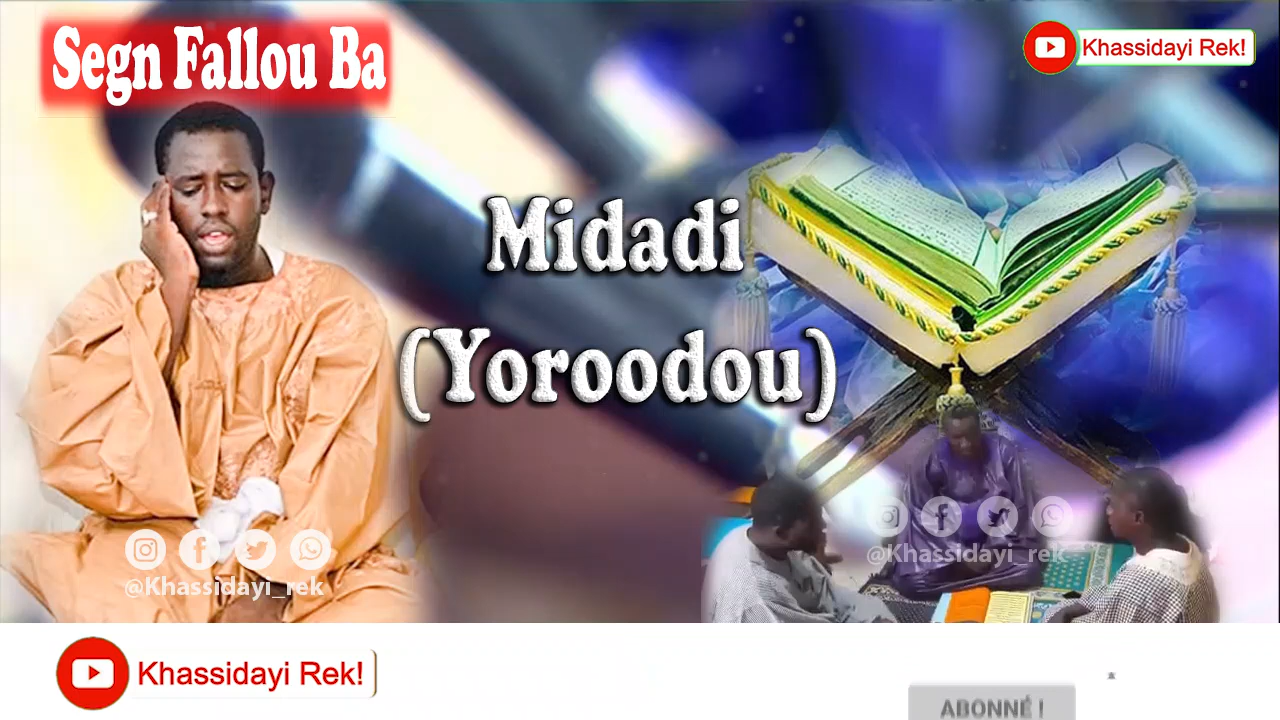 Segn Fallou Ba
Khassidayi Rek!
Midadi
(Yoroodou)
@Khassidayi_rek
@Khassidayi_rek
Khassidayi Rek!
ABONNÉ !